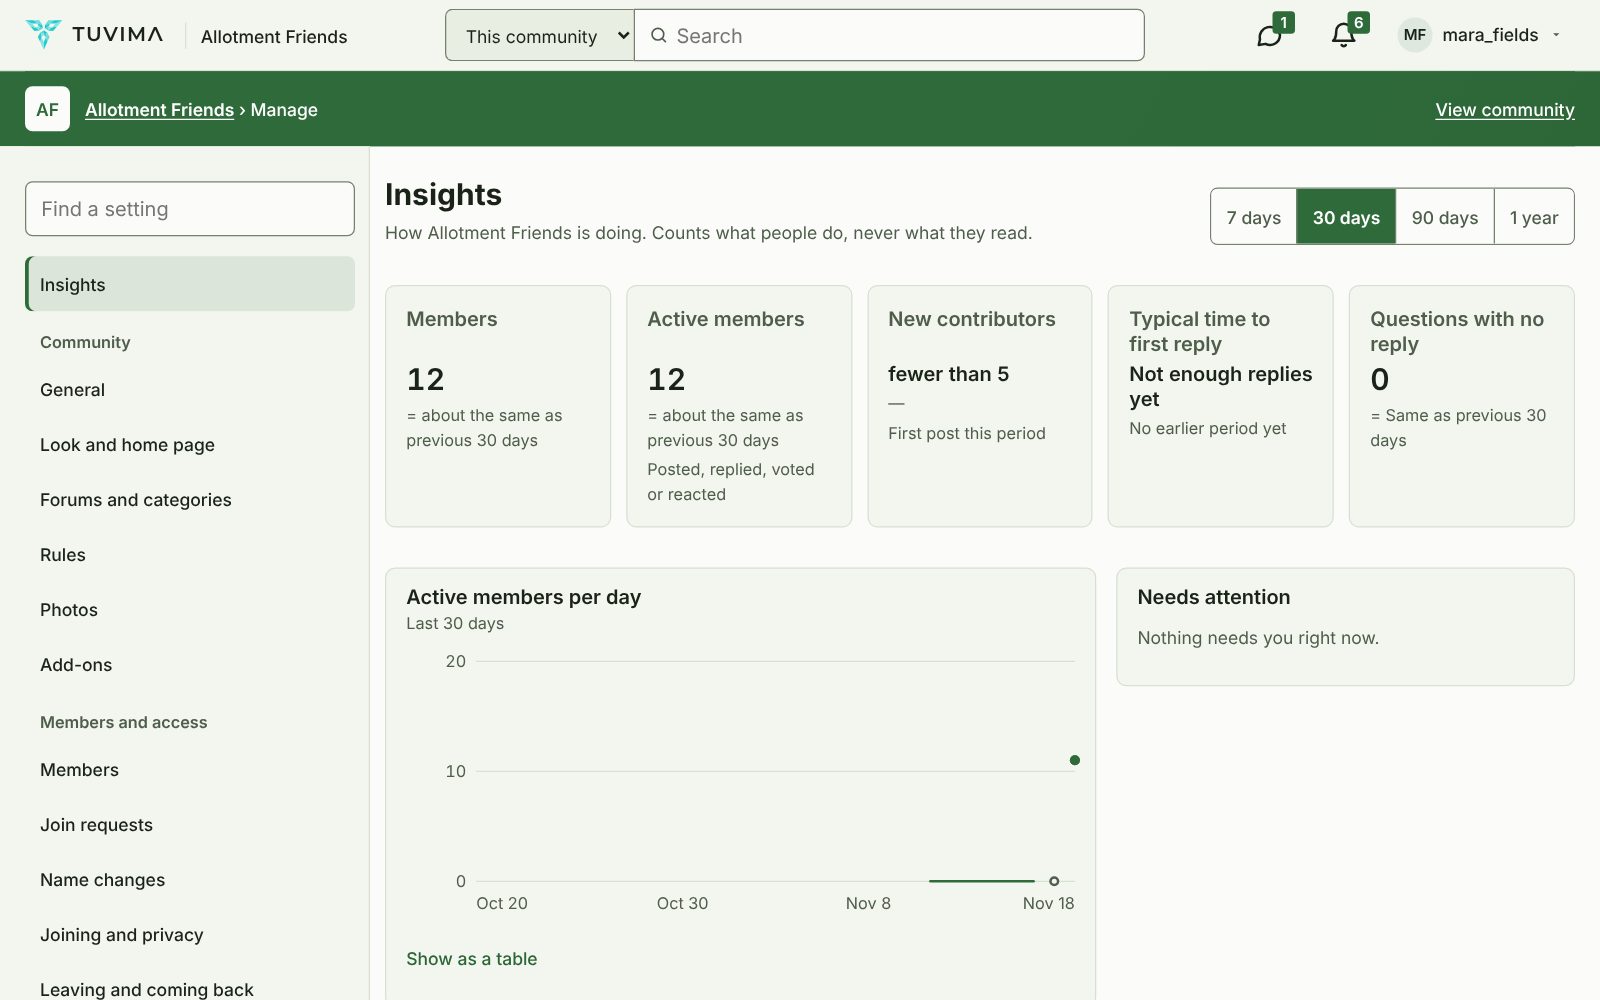 TUVIMA
Allotment Friends
This community
Search
1
6
MF
mara_fields
AF
Allotment Friends › Manage
View community
Find a setting
Insights
Community
General
Look and home page
Forums and categories
Rules
Photos
Add-ons
Members and access
Members
Join requests
Name changes
Joining and privacy
Leaving and coming back
Insights
How Allotment Friends is doing. Counts what people do, never what they read.
7 days
30 days
90 days
1 year
Members
12
= about the same as
previous 30 days
Active members
12
= about the same as
previous 30 days
Posted, replied, voted
or reacted
New contributors
fewer than 5
—
First post this period
Typical time to
first reply
Not enough replies
yet
No earlier period yet
Questions with no
reply
0
= Same as previous 30
days
Active members per day
Last 30 days
20
10
0
Oct 20
Oct 30
Nov 8
Nov 18
Show as a table
Needs attention
Nothing needs you right now.